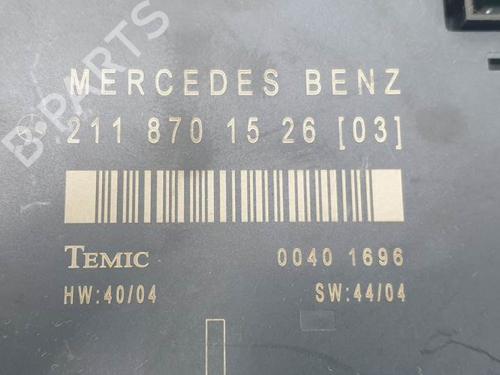 B-PARTS
MERCEDES BENZ
211 870 15 26 [03]
TEMIC 0040 1696
HW:40/04 SW:44/04